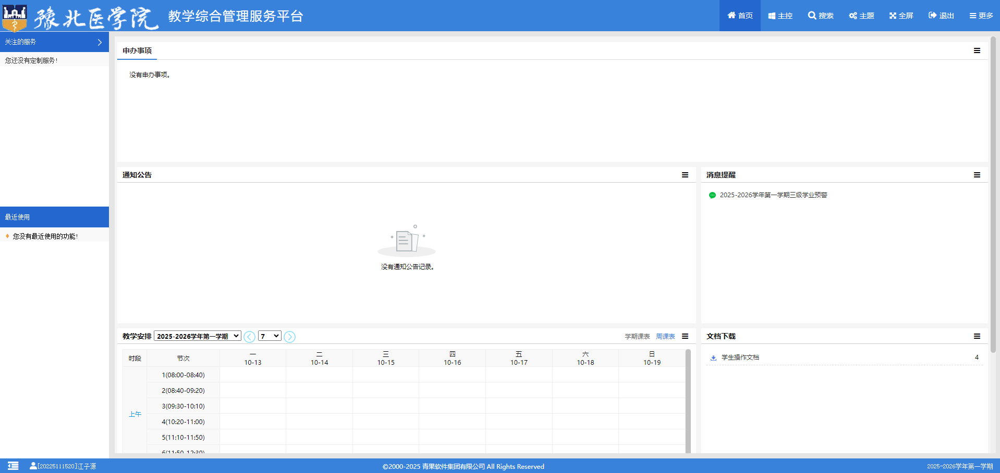 豫北医学院 教学综合管理服务平台
首页 主控 搜索 主题 全屏 退出 更多
关注的服务
您还没有定制服务!
申办事项
没有申办事项。
通知公告
没有通知公告记录。
消息提醒
2025-2026学年第一学期三级学业预警
最近使用
您没有最近使用的功能!
教学安排 2025-2026学年第一学期 7 学期课表 周课表
时段 节次 一 二 三 四 五 六 日
10-13 10-14 10-15 10-16 10-17 10-18 10-19
上午
1(08:00-08:40)
2(08:40-09:20)
3(09:30-10:10)
4(10:20-11:00)
5(11:10-11:50)
6(11:50-12:30)
文档下载
学生操作文档 4
[20225111520]江子源
©2000-2025 青果软件集团有限公司 All Rights Reserved
2025-2026学年第一学期